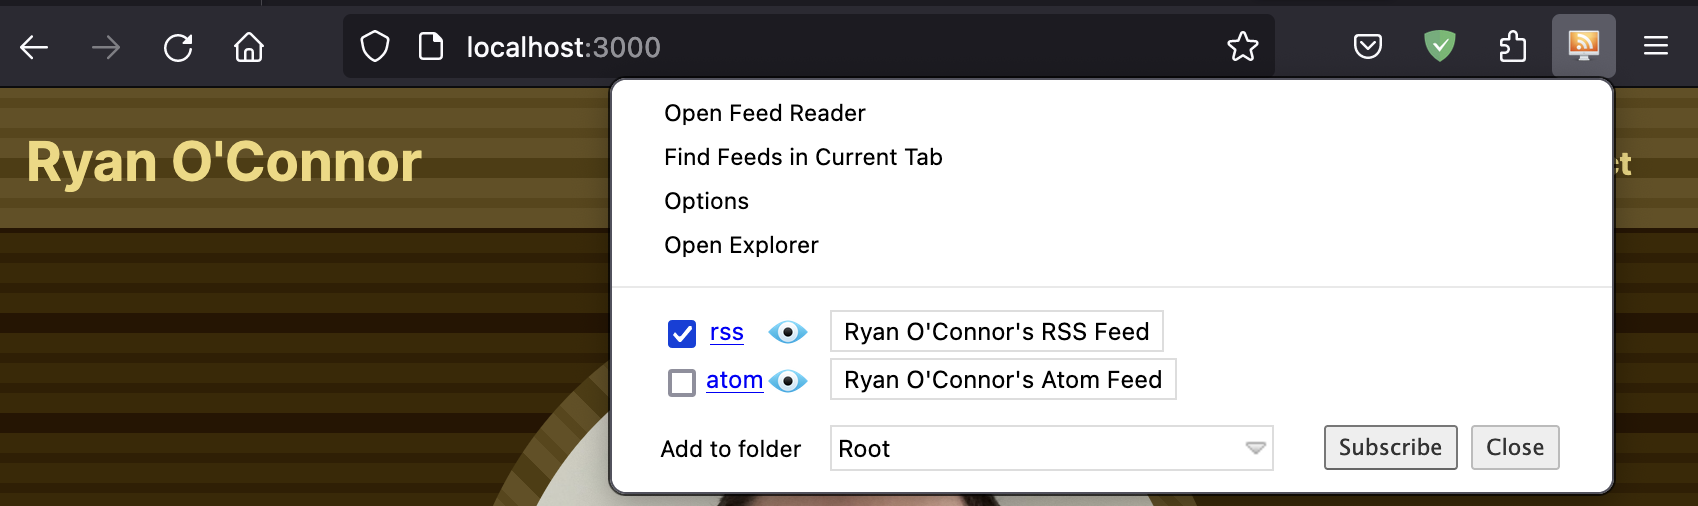 localhost:3000
Ryan O'Connor
Open Feed Reader
Find Feeds in Current Tab
Options
Open Explorer
rss Ryan O'Connor's RSS Feed
atom Ryan O'Connor's Atom Feed
Add to folder Root Subscribe Close